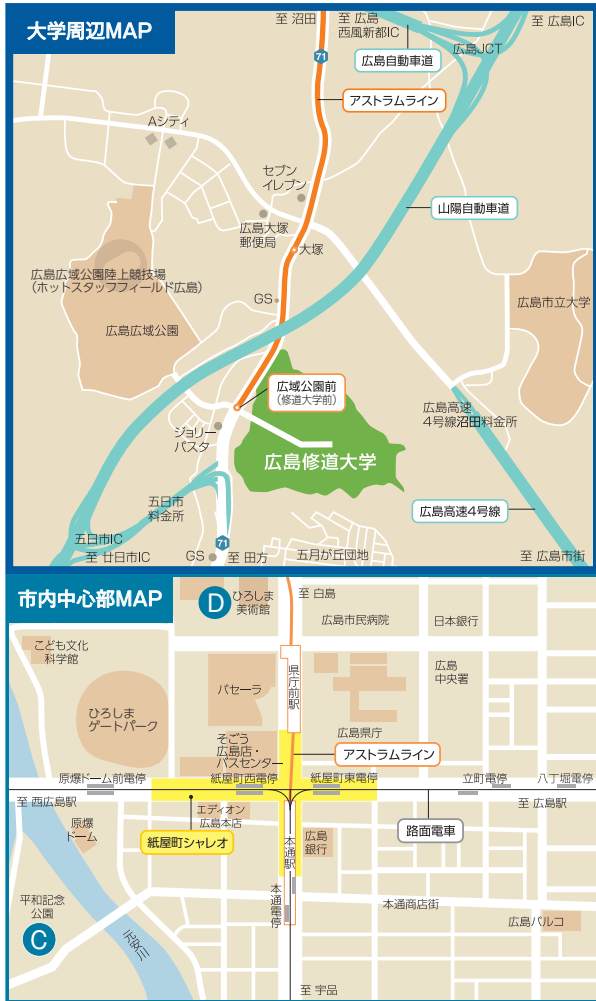 大学周辺MAP
至 沼田
至 広島
西風新都IC
至 広島IC
広島JCT
71
広島自動車道
アストラムライン
Aシティ
セブン
イレブン
山陽自動車道
広島大塚
郵便局
大塚
広島広域公園陸上競技場
(ホットスタッフフィールド広島)
GS
広島市立大学
広島広域公園
広域公園前
(修道大学前)
広島高速
4号線沼田料金所
ジョリー
パスタ
広島修道大学
五日市
料金所
広島高速4号線
五日市IC
71
至 廿日市IC
GS
至 田方
五月が丘団地
至 広島市街
市内中心部MAP
D
ひろしま
美術館
至 白島
広島市民病院
日本銀行
こども文化
科学館
県庁前駅
広島
中央署
パセーラ
ひろしま
ゲートパーク
そごう
広島店・
バスセンター
広島県庁
アストラムライン
原爆ドーム前電停
紙屋町西電停
紙屋町東電停
立町電停
八丁堀電停
至 西広島駅
至 広島駅
エディオン
広島本店
原爆
ドーム
紙屋町シャレオ
本通駅
広島
銀行
路面電車
本通電停
平和記念
公園
本通商店街
広島パルコ
C
元安川
至 宇品